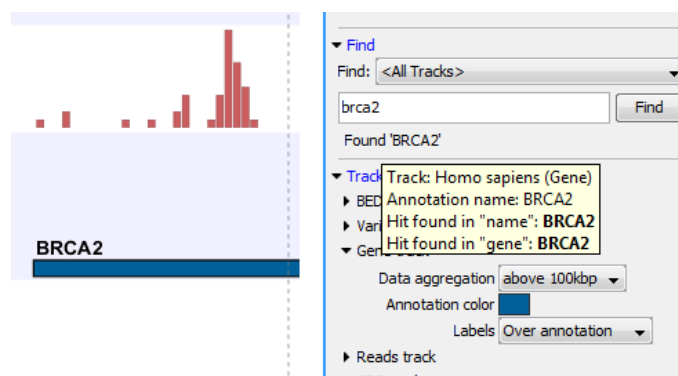 BRCA2
Find
Find: <All Tracks>
brca2 Find
Found 'BRCA2'
Track
Track: Homo sapiens (Gene)
Annotation name: BRCA2
Hit found in "name": BRCA2
Hit found in "gene": BRCA2
BED
Vari
Data aggregation above 100kbp
Annotation color
Labels Over annotation
Reads track